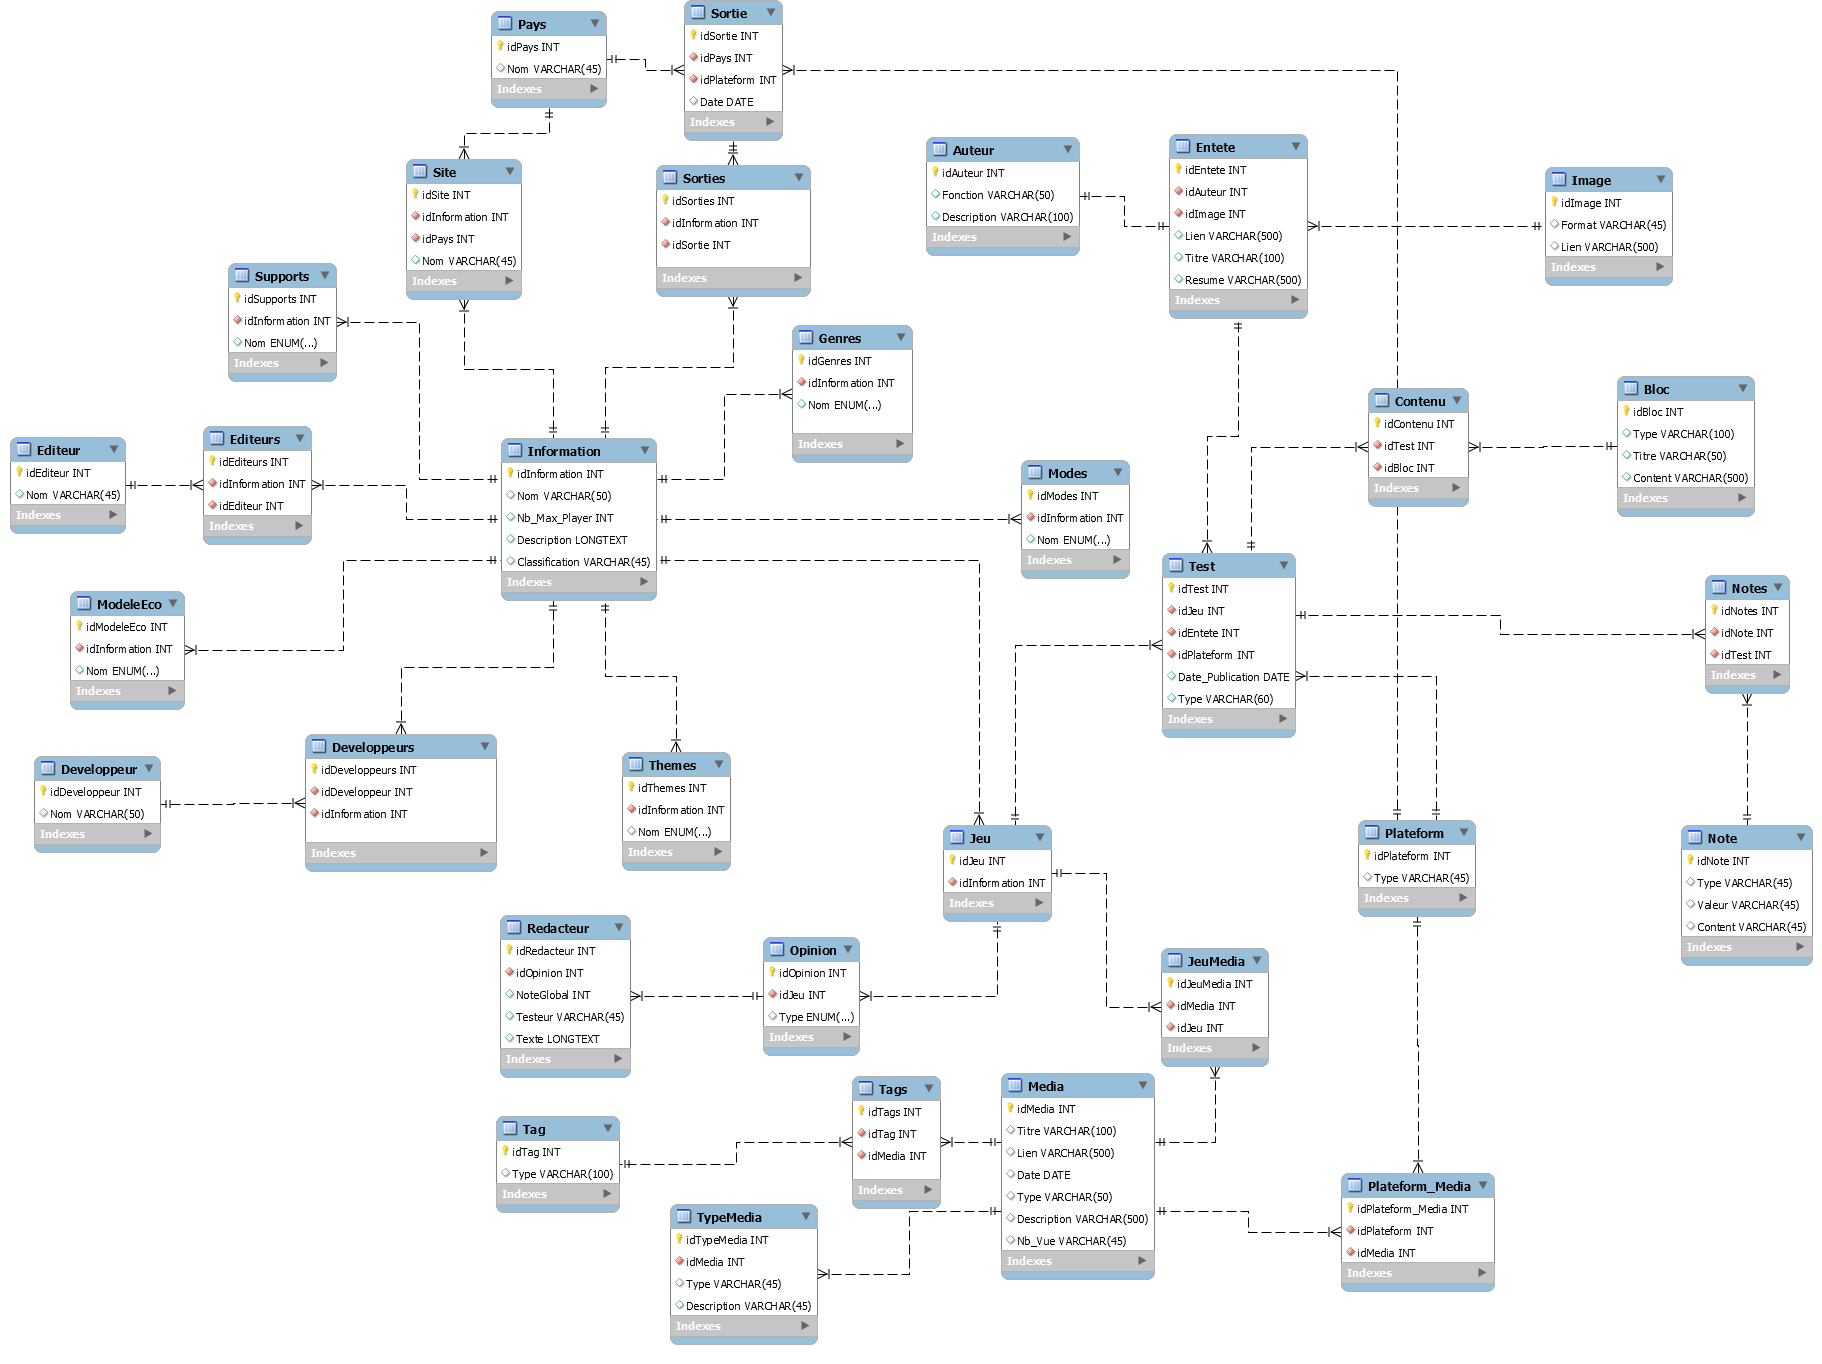 Pays
idPays INT
Nom VARCHAR(45)
Indexes
Sortie
idSortie INT
idPays INT
idPlateform INT
Date DATE
Indexes
Auteur
idAuteur INT
Fonction VARCHAR(50)
Description VARCHAR(100)
Indexes
Entete
idEntete INT
idAuteur INT
idImage INT
Lien VARCHAR(500)
Titre VARCHAR(100)
Resume VARCHAR(500)
Indexes
Image
idImage INT
Format VARCHAR(45)
Lien VARCHAR(500)
Indexes
Site
idSite INT
idInformation INT
idPays INT
Nom VARCHAR(45)
Indexes
Sorties
idSorties INT
idInformation INT
idSortie INT
Indexes
Supports
idSupports INT
idInformation INT
Nom ENUM(...)
Indexes
Genres
idGenres INT
idInformation INT
Nom ENUM(...)
Indexes
Editeur
idEditeur INT
Nom VARCHAR(45)
Indexes
Editeurs
idEditeurs INT
idInformation INT
idEditeur INT
Indexes
Information
idInformation INT
Nom VARCHAR(50)
Nb_Max_Player INT
Description LONGTEXT
Classification VARCHAR(45)
Indexes
Modes
idModes INT
idInformation INT
Nom ENUM(...)
Indexes
Contenu
idContenu INT
idTest INT
idBloc INT
Indexes
Bloc
idBloc INT
Type VARCHAR(100)
Titre VARCHAR(50)
Content VARCHAR(500)
Indexes
ModeleEco
idModeleEco INT
idInformation INT
Nom ENUM(...)
Indexes
Test
idTest INT
idJeu INT
idEntete INT
idPlateform INT
Date_Publication DATE
Type VARCHAR(60)
Indexes
Notes
idNotes INT
idNote INT
idTest INT
Indexes
Developpeur
idDeveloppeur INT
Nom VARCHAR(50)
Indexes
Developpeurs
idDeveloppeurs INT
idDeveloppeur INT
idInformation INT
Indexes
Themes
idThemes INT
idInformation INT
Nom ENUM(...)
Indexes
Jeu
idJeu INT
idInformation INT
Indexes
Plateform
idPlateform INT
Type VARCHAR(45)
Indexes
Note
idNote INT
Type VARCHAR(45)
Valeur VARCHAR(45)
Content VARCHAR(45)
Indexes
Redacteur
idRedacteur INT
idOpinion INT
NoteGlobal INT
Testeur VARCHAR(45)
Texte LONGTEXT
Indexes
Opinion
idOpinion INT
idJeu INT
Type ENUM(...)
Indexes
JeuMedia
idJeuMedia INT
idMedia INT
idJeu INT
Indexes
Tag
idTag INT
Type VARCHAR(100)
Indexes
Tags
idTags INT
idTag INT
idMedia INT
Indexes
Media
idMedia INT
Titre VARCHAR(100)
Lien VARCHAR(500)
Date DATE
Type VARCHAR(50)
Description VARCHAR(500)
Nb_Vue VARCHAR(45)
Indexes
TypeMedia
idTypeMedia INT
idMedia INT
Type VARCHAR(45)
Description VARCHAR(45)
Indexes
Plateform_Media
idPlateform_Media INT
idPlateform INT
idMedia INT
Indexes